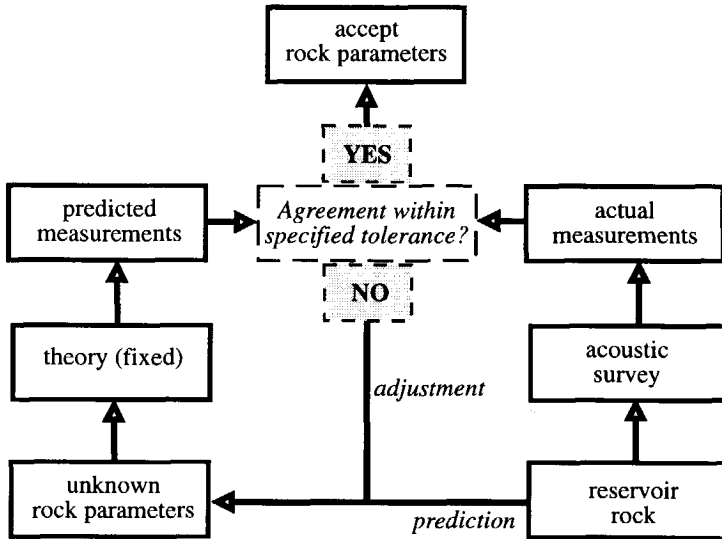 accept
rock parameters
YES
predicted
measurements
Agreement within
specified tolerance?
actual
measurements
NO
theory (fixed)
adjustment
acoustic
survey
unknown
rock parameters
prediction
reservoir
rock